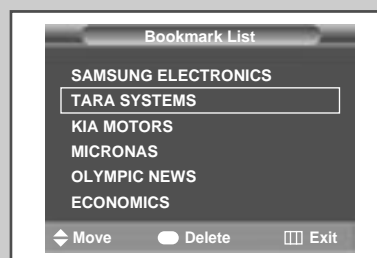 Bookmark List
SAMSUNG ELECTRONICS
TARA SYSTEMS
KIA MOTORS
MICRONAS
OLYMPIC NEWS
ECONOMICS
Move Delete Exit